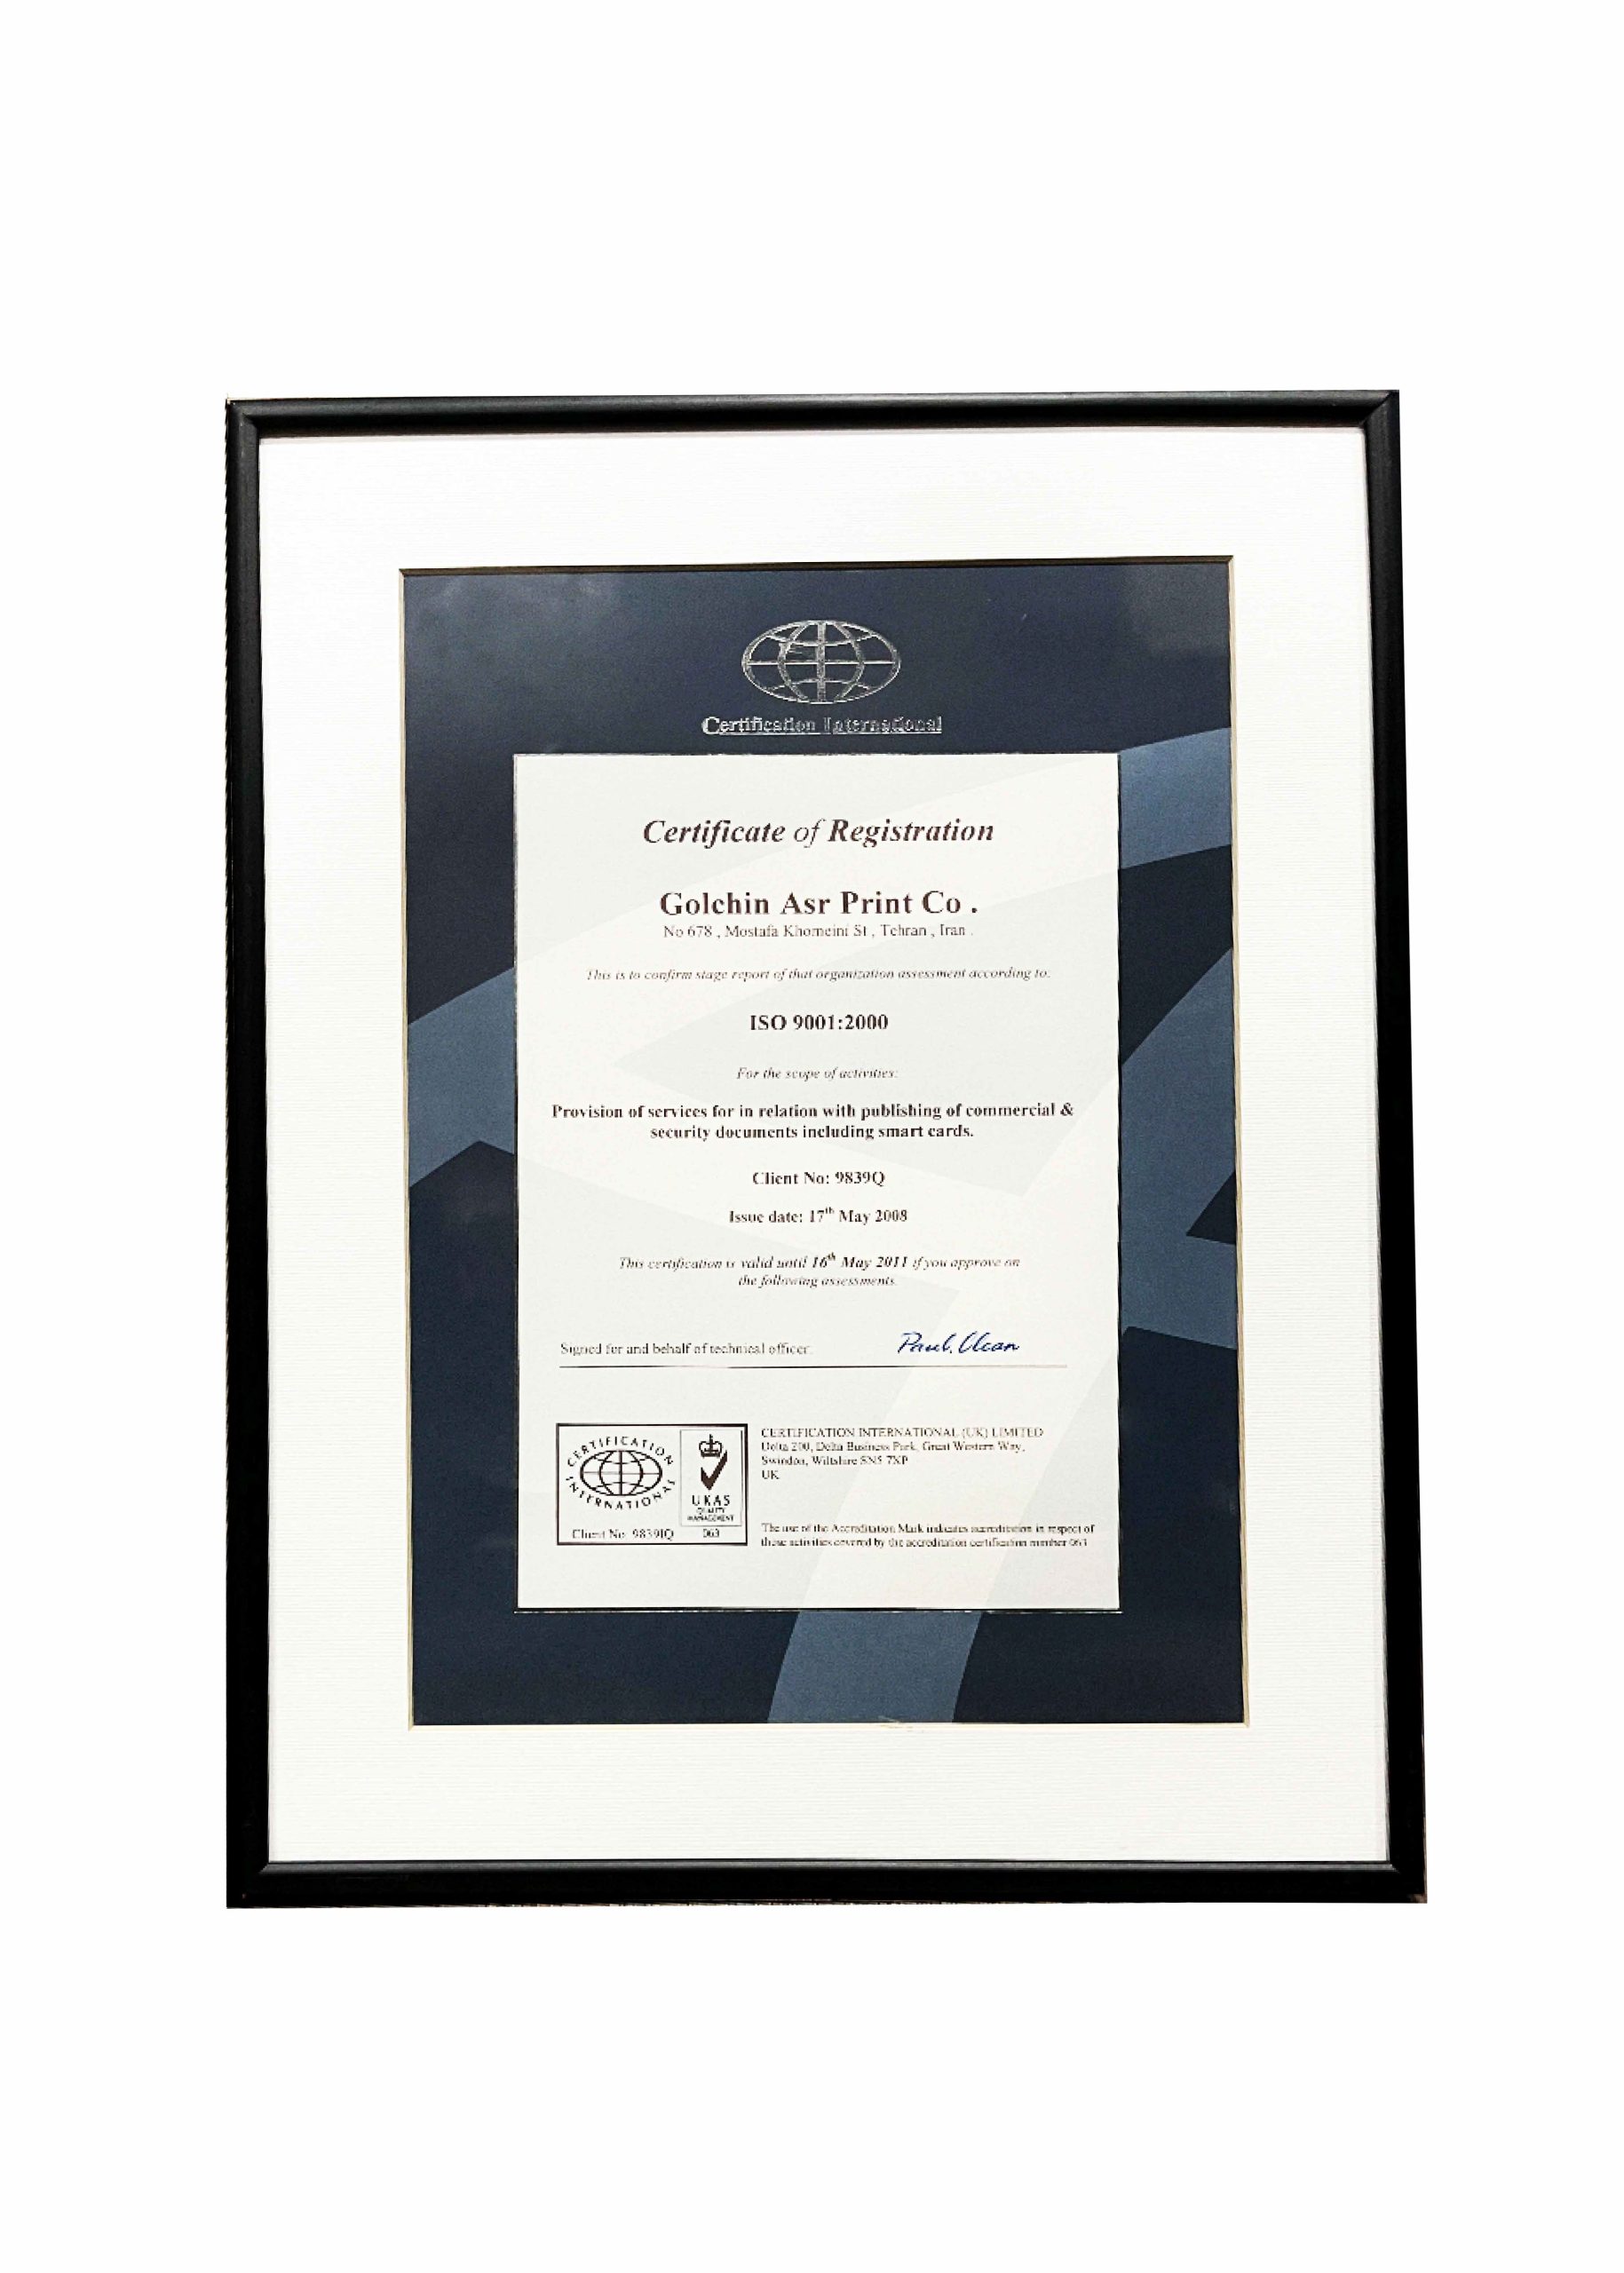 Certification International
Certificate of Registration
Golchin Asr Print Co .
No 678 , Mostafa Khomeini St , Tehran , Iran .
This is to confirm stage report of that organization assessment according to:
ISO 9001:2000
For the scope of activities:
Provision of services for in relation with publishing of commercial &
security documents including smart cards.
Client No: 9839Q
Issue date: 17th May 2008
This certification is valid until 16th May 2011 if you approve on
the following assessments.
Signed for and behalf of technical officer:
Paul.
CERTIFICATION INTERNATIONAL
UKAS
QUALITY
MANAGEMENT
Client No: 9839IQ
063
CERTIFICATION INTERNATIONAL (UK) LIMITED
Delta 200, Delta Business Park, Great Western Way,
Swindon, Wiltshire SN5 7XP
UK
The use of the Accreditation Mark indicates accreditation in respect of
those activities covered by the accreditation certification number 063